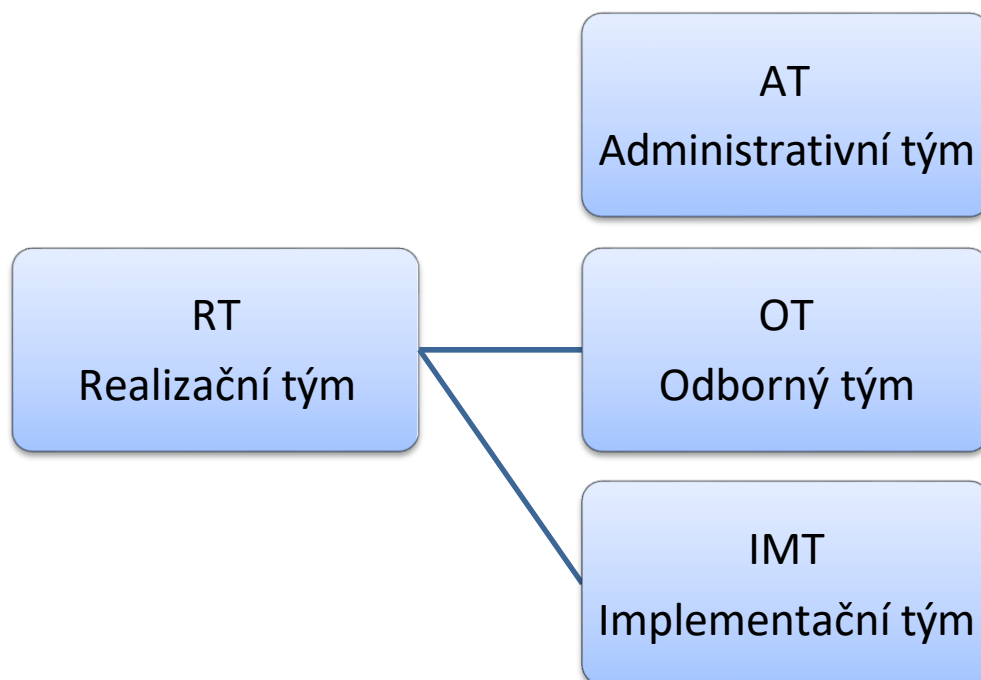 AT
Administrativní tým
RT
Realizační tým
OT
Odborný tým
IMT
Implementační tým